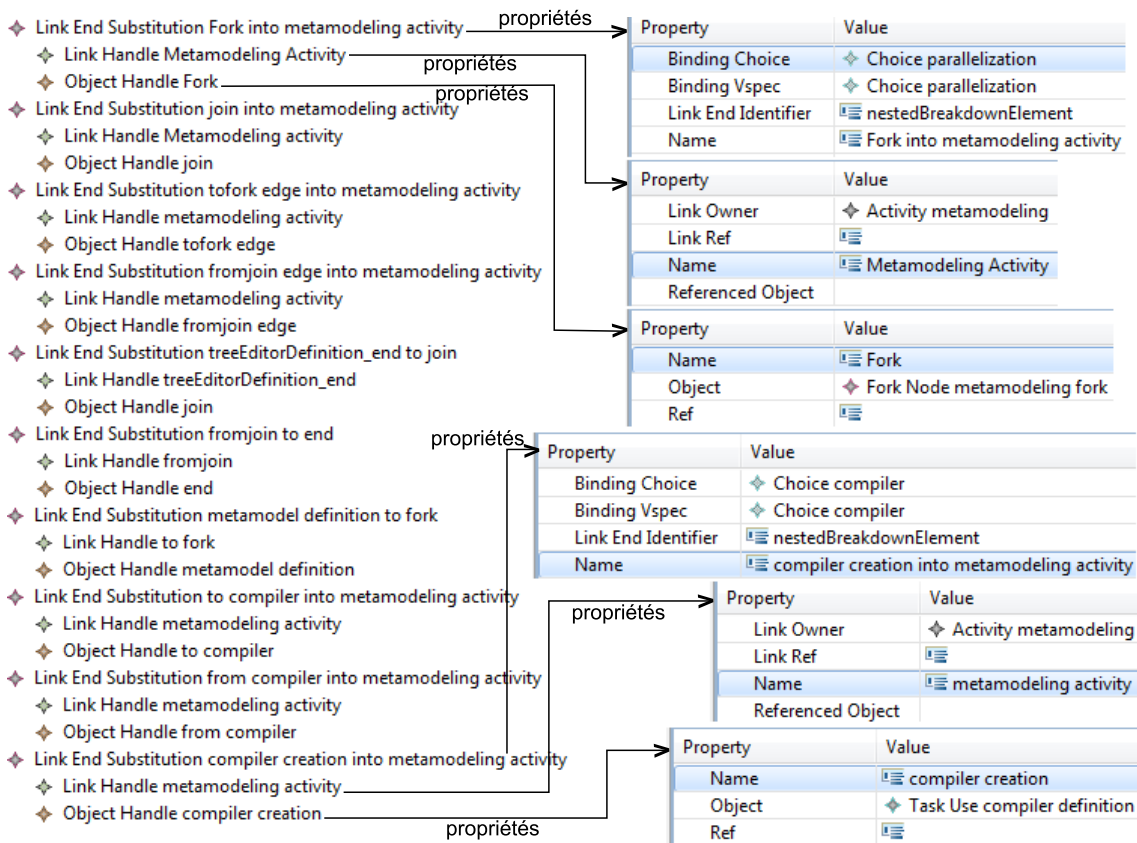 Link End Substitution Fork into metamodeling activity
Link Handle Metamodeling Activity
Object Handle Fork
Link End Substitution join into metamodeling activity
Link Handle Metamodeling activity
Object Handle join
Link End Substitution tofork edge into metamodeling activity
Link Handle metamodeling activity
Object Handle tofork edge
Link End Substitution fromjoin edge into metamodeling activity
Link Handle metamodeling activity
Object Handle fromjoin edge
Link End Substitution treeEditorDefinition_end to join
Link Handle treeEditorDefinition_end
Object Handle join
Link End Substitution fromjoin to end
Link Handle fromjoin
Object Handle end
Link End Substitution metamodel definition to fork
Link Handle to fork
Object Handle metamodel definition
Link End Substitution to compiler into metamodeling activity
Link Handle metamodeling activity
Object Handle to compiler
Link End Substitution from compiler into metamodeling activity
Link Handle metamodeling activity
Object Handle from compiler
Link End Substitution compiler creation into metamodeling activity
Link Handle metamodeling activity
Object Handle compiler creation
propriétés
propriétés
propriétés
propriétés
propriétés
propriétés
Property Value
Binding Choice Choice parallelization
Binding Vspec Choice parallelization
Link End Identifier nestedBreakdownElement
Name Fork into metamodeling activity
Property Value
Link Owner Activity metamodeling
Link Ref
Name Metamodeling Activity
Referenced Object
Property Value
Name Fork
Object Fork Node metamodeling fork
Ref
Property Value
Binding Choice Choice compiler
Binding Vspec Choice compiler
Link End Identifier nestedBreakdownElement
Name compiler creation into metamodeling activity
Property Value
Link Owner Activity metamodeling
Link Ref
Name metamodeling activity
Referenced Object
Property Value
Name compiler creation
Object Task Use compiler definition
Ref